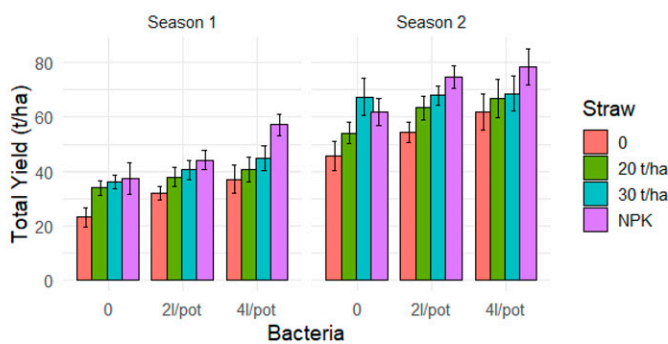 Season 1
Season 2
Total Yield (t/ha)
80
60
40
20
0
0
2l/pot
4l/pot
0
2l/pot
4l/pot
Bacteria
Straw
0
20 t/ha
30 t/ha
NPK